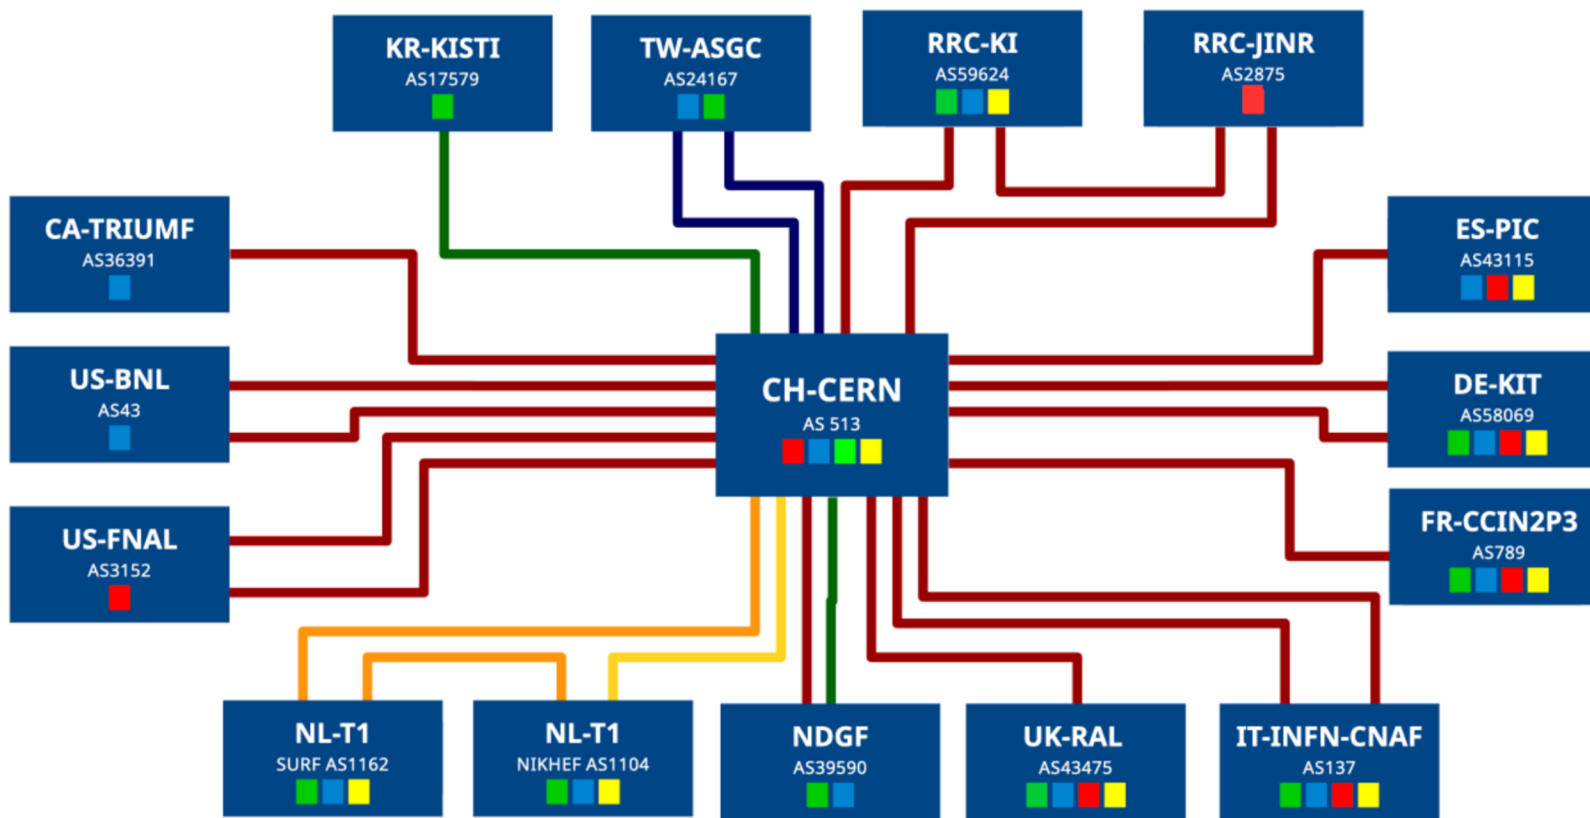 KR-KISTI
AS17579
TW-ASGC
AS24167
RRC-KI
AS59624
RRC-JINR
AS2875
CA-TRIUMF
AS36391
ES-PIC
AS43115
US-BNL
AS43
CH-CERN
AS 513
DE-KIT
AS58069
US-FNAL
AS3152
FR-CCIN2P3
AS789
NL-T1
SURF AS1162
NL-T1
NIKHEF AS1104
NDGF
AS39590
UK-RAL
AS43475
IT-INFN-CNAF
AS137